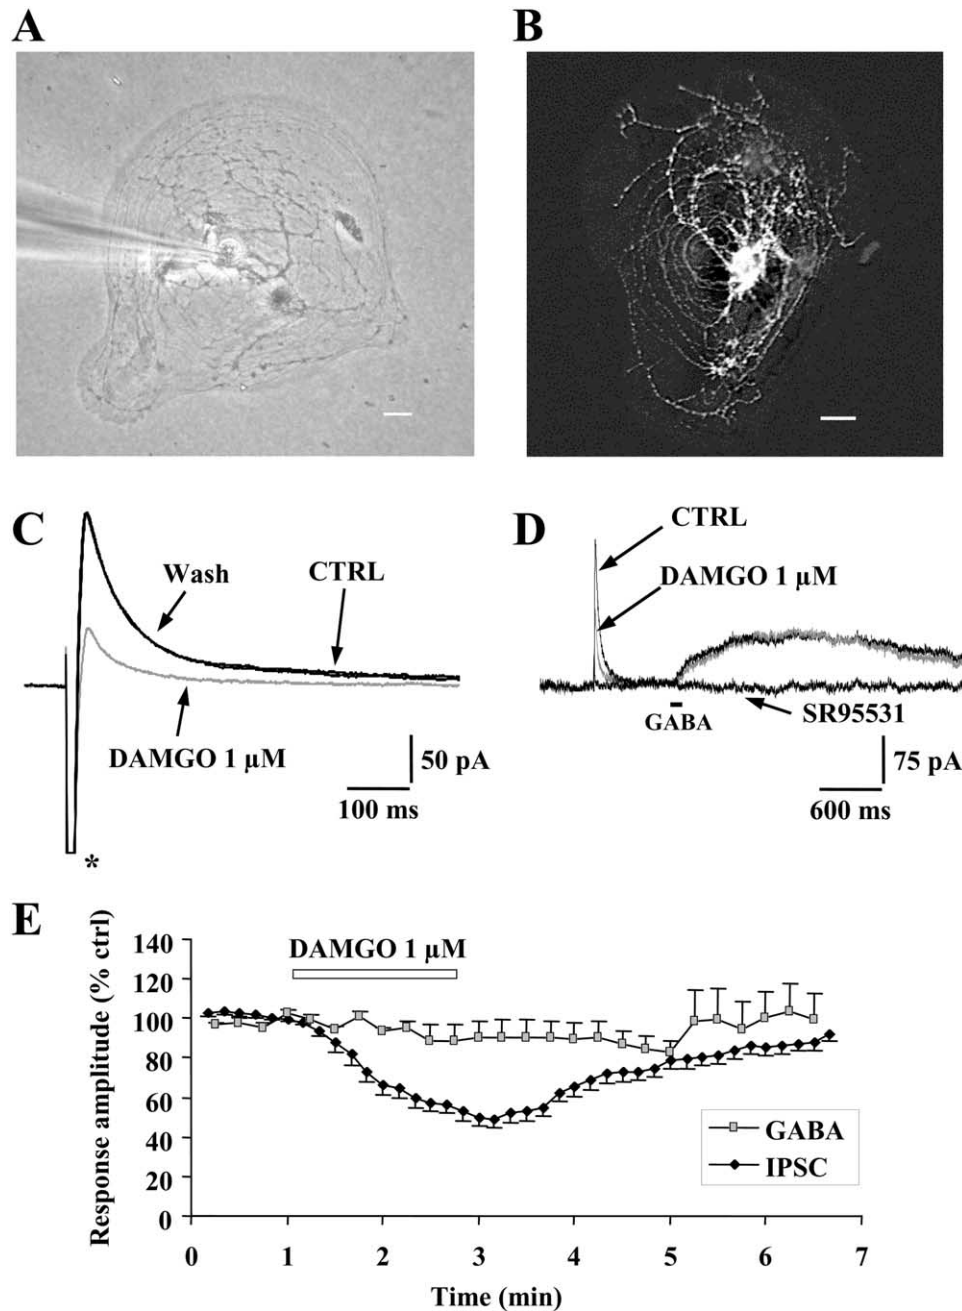 A
B
C
Wash
CTRL
DAMGO 1 µM
50 pA
100 ms
*
D
CTRL
DAMGO 1 µM
GABA
SR95531
75 pA
600 ms
E
Response amplitude (% ctrl)
140
120
100
80
60
40
20
0
DAMGO 1 µM
GABA
IPSC
0 1 2 3 4 5 6 7
Time (min)